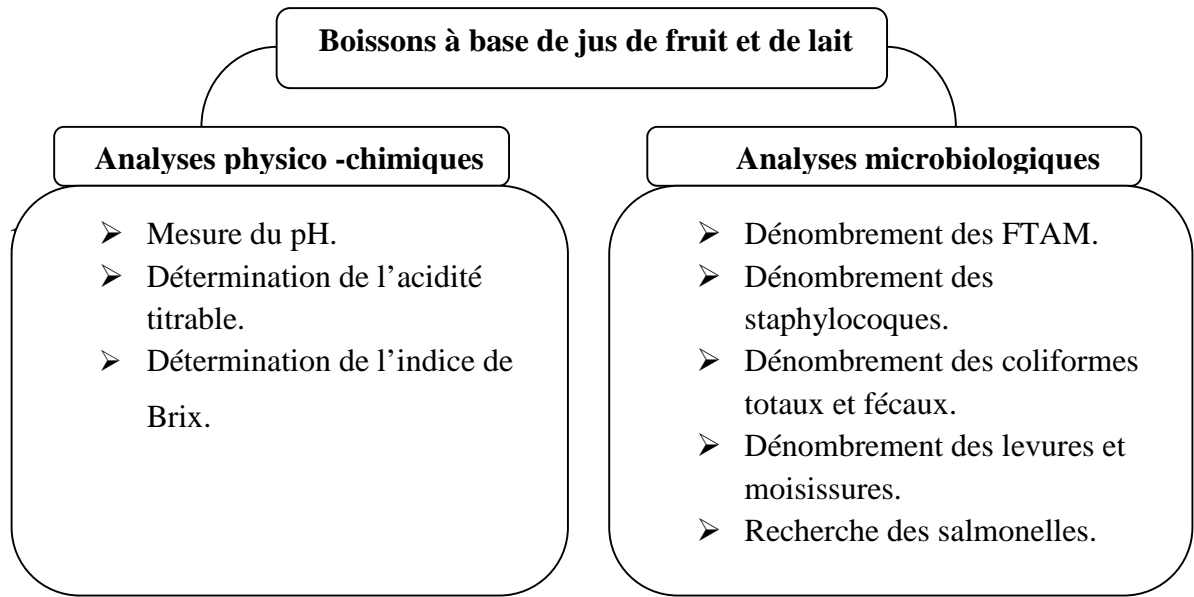 Boissons à base de jus de fruit et de lait
Analyses physico -chimiques
➢ Mesure du pH.
➢ Détermination de l’acidité
titrable.
➢ Détermination de l’indice de
Brix.
Analyses microbiologiques
➢ Dénombrement des FTAM.
➢ Dénombrement des
staphylocoques.
➢ Dénombrement des coliformes
totaux et fécaux.
➢ Dénombrement des levures et
moisissures.
➢ Recherche des salmonelles.